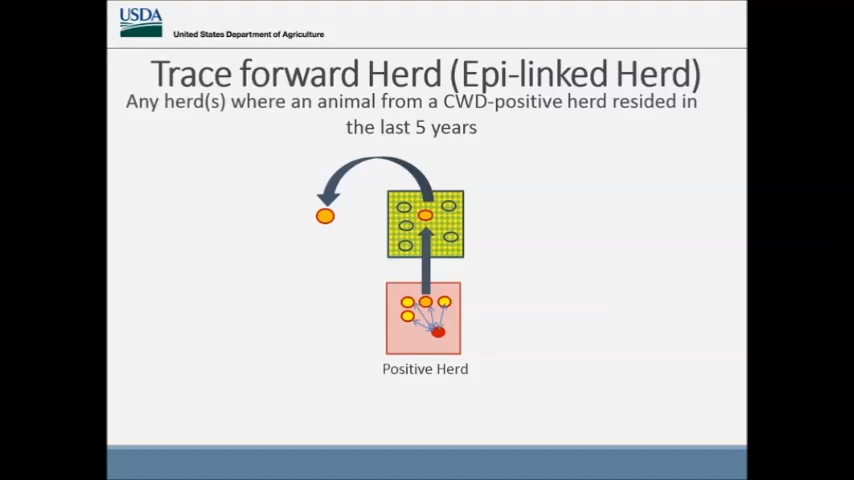 USDA
United States Department of Agriculture
Trace forward Herd (Epi-linked Herd)
Any herd(s) where an animal from a CWD-positive herd resided in
the last 5 years
Positive Herd